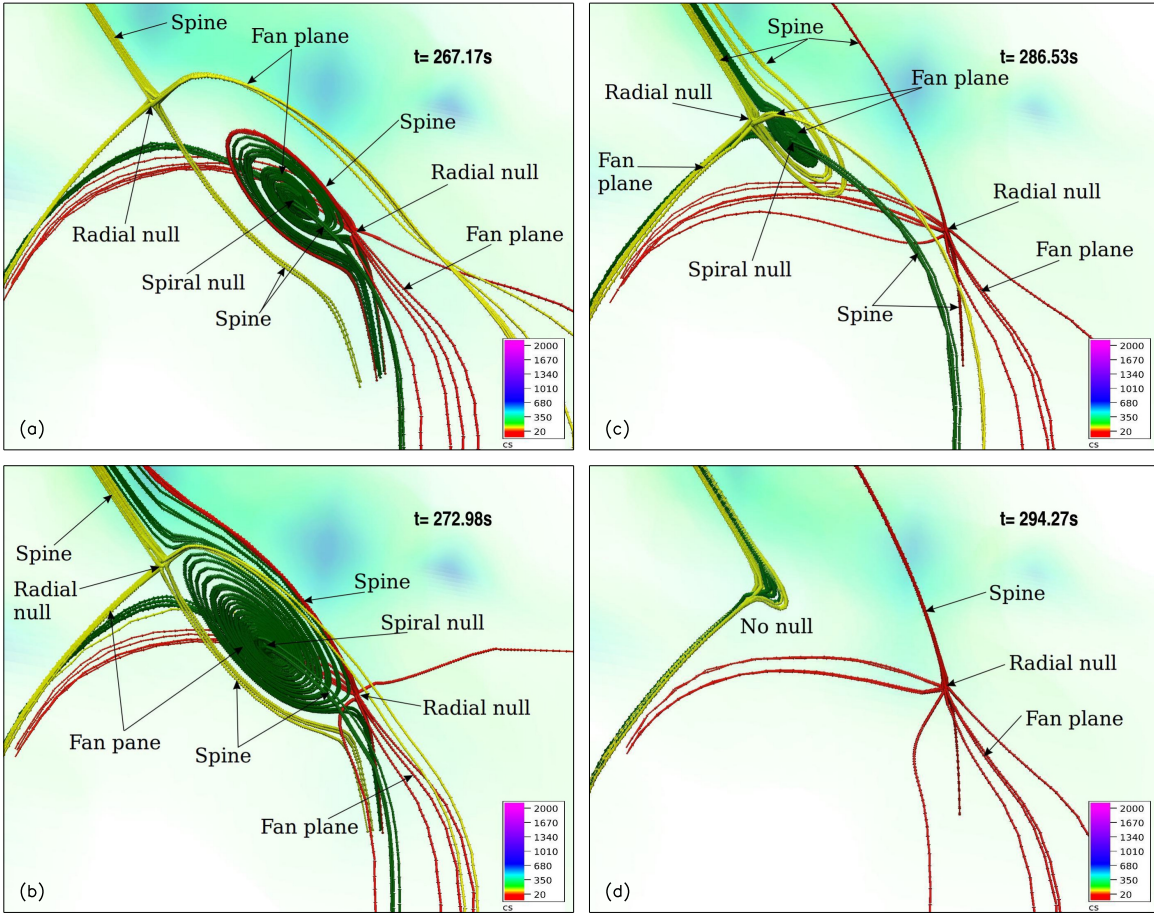 Spine
Fan plane
t= 267.17s
Spine
Radial null
Fan plane
Radial null
Spiral null
Spine
2000
1670
1340
1010
680
350
20
cs
(a)
Spine
t= 286.53s
Fan plane
Radial null
Fan
plane
Radial null
Fan plane
Spiral null
Spine
2000
1670
1340
1010
680
350
20
cs
(c)
t= 272.98s
Spine
Radial
null
Spine
Spiral null
Radial null
Fan pane
Spine
Fan plane
2000
1670
1340
1010
680
350
20
cs
(b)
t= 294.27s
Spine
No null
Radial null
Fan plane
2000
1670
1340
1010
680
350
20
cs
(d)